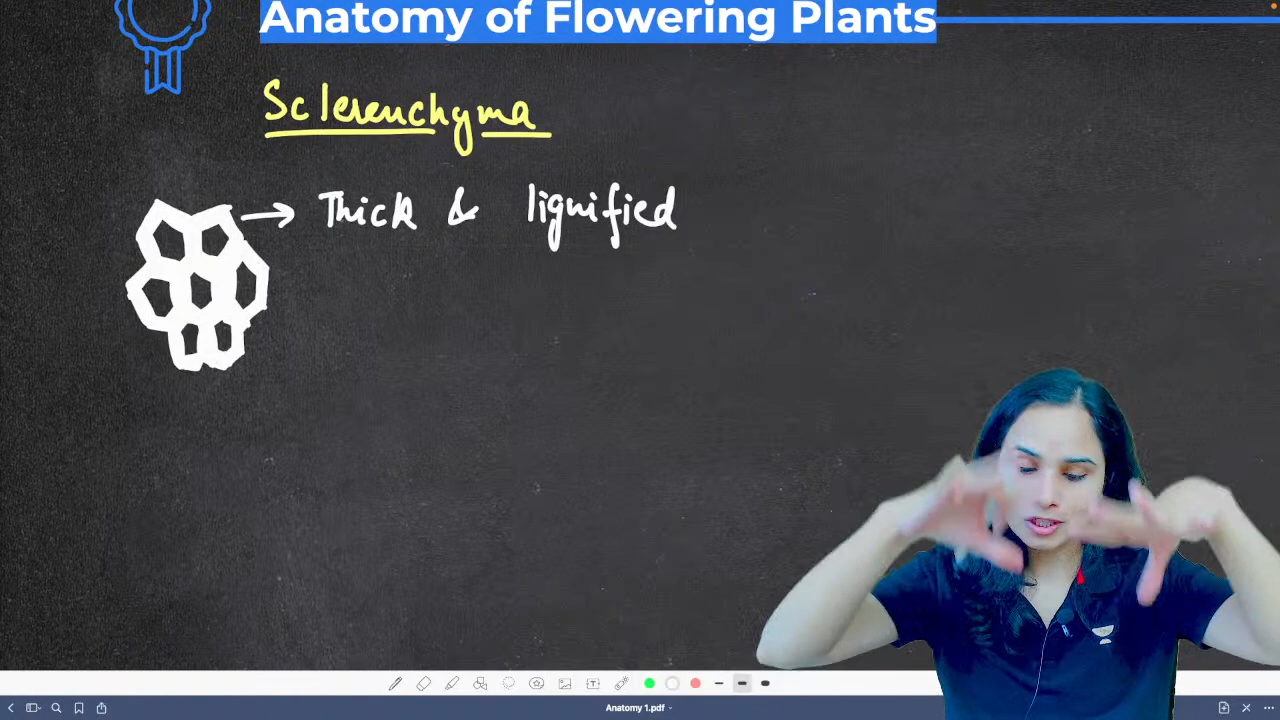 Anatomy of Flowering Plants
Sclerenchyma
Thick & lignified
Anatomy 1.pdf